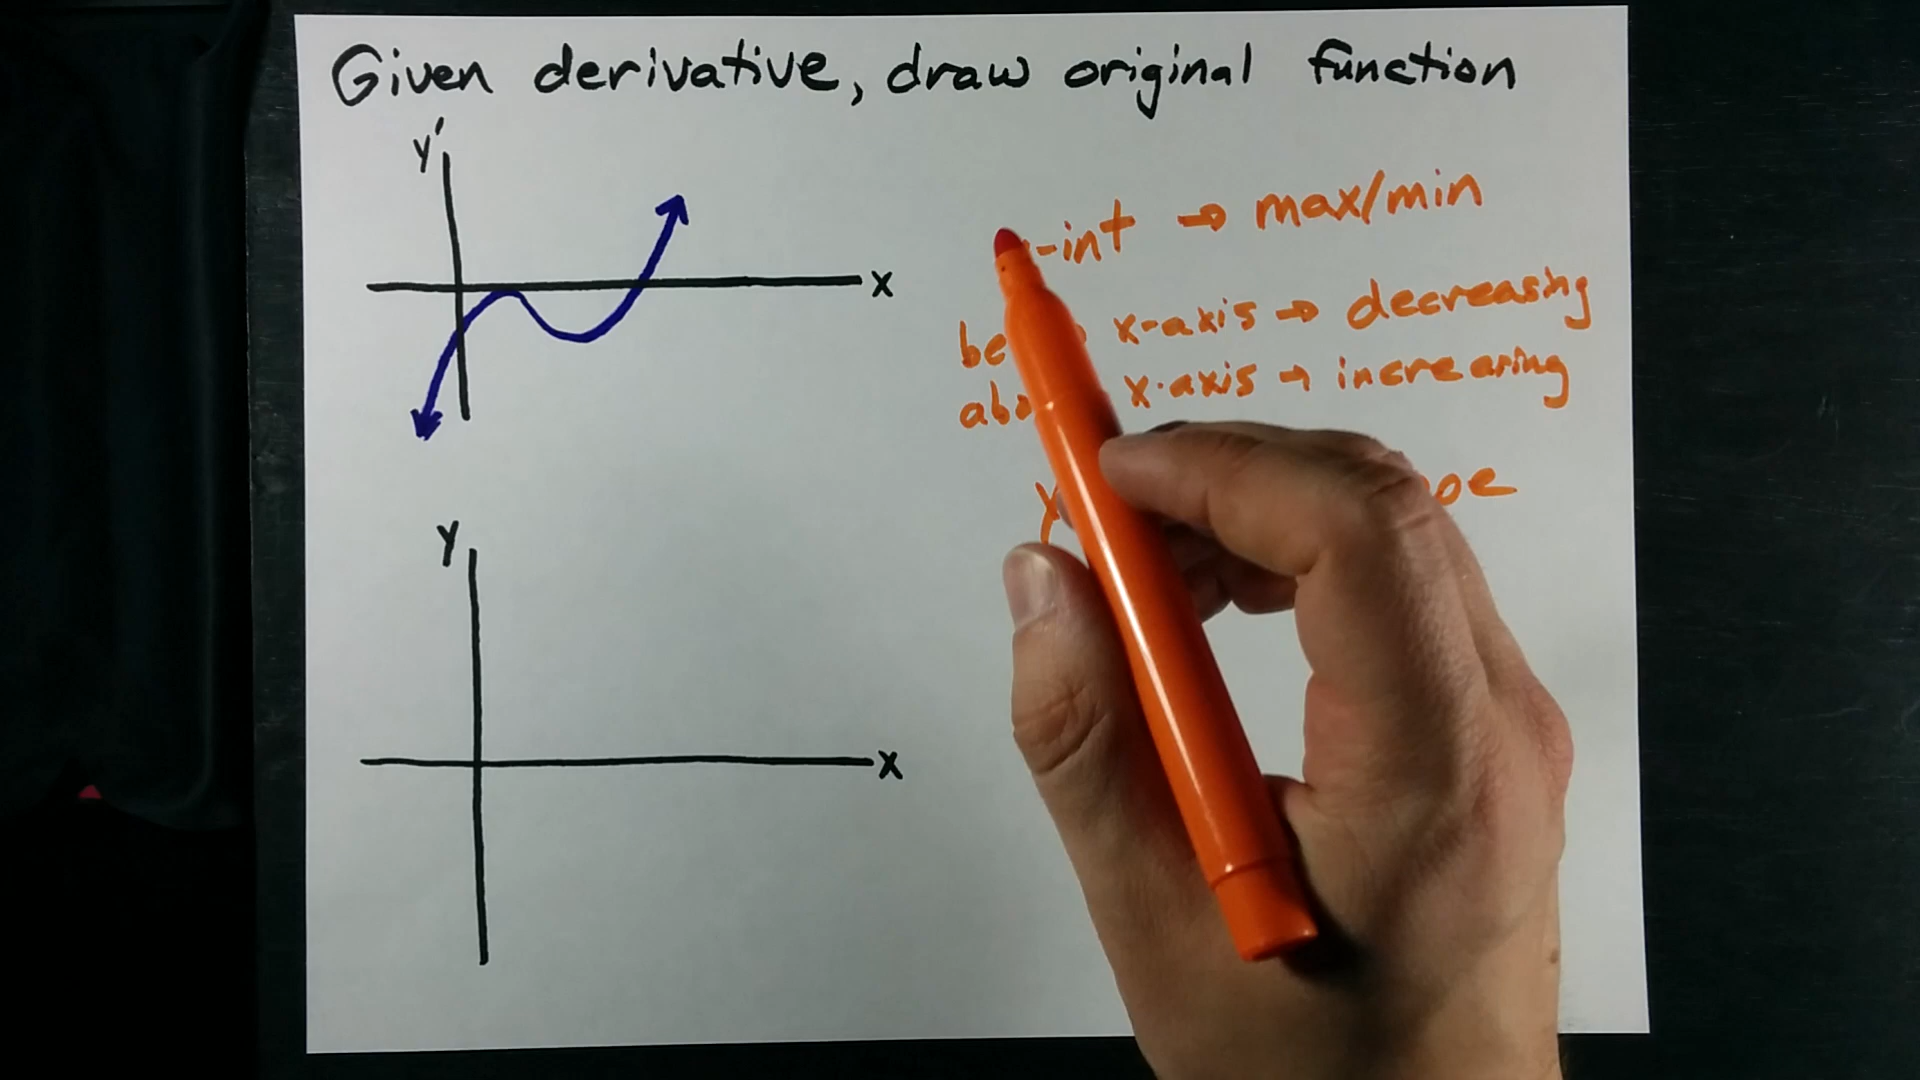 Given derivative, draw original function
y'
x
-int → max/min
x-axis → decreasing
x-axis → increasing
y
y
x